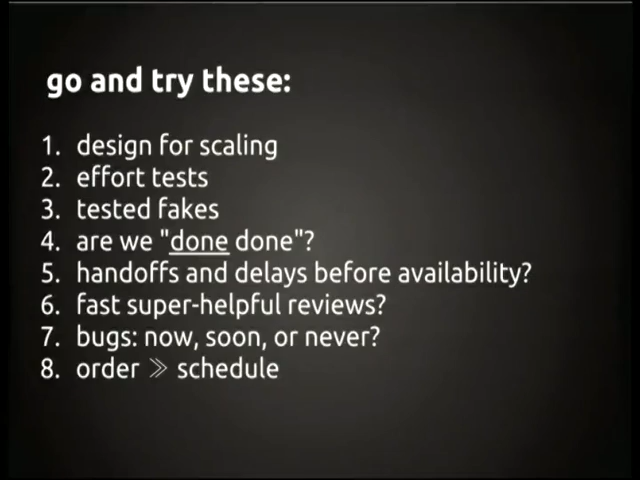 go and try these:
1. design for scaling
2. effort tests
3. tested fakes
4. are we "done done"?
5. handoffs and delays before availability?
6. fast super-helpful reviews?
7. bugs: now, soon, or never?
8. order ≫ schedule